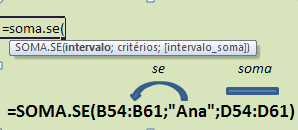 =soma.se(
SOMA.SE(intervalo; critérios; [intervalo_soma])
se soma
=SOMA.SE(B54:B61;"Ana";D54:D61)